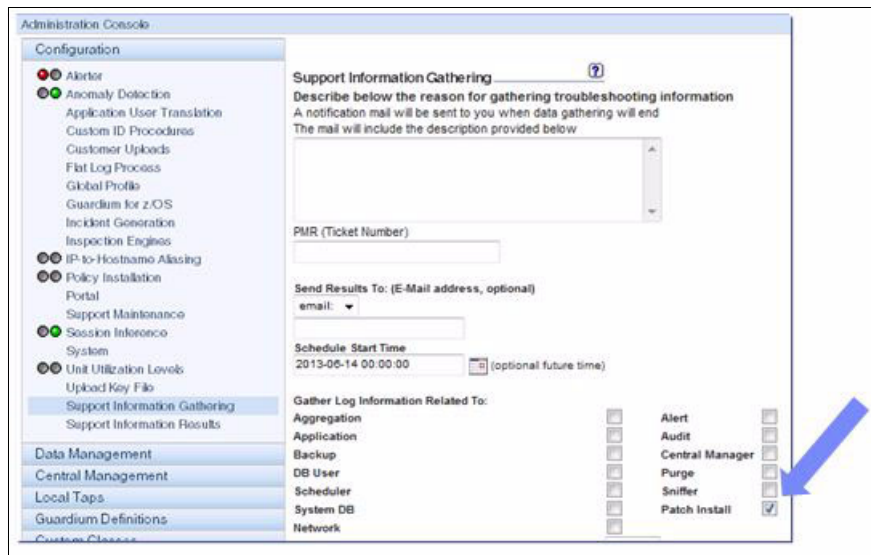 Administration Console
Configuration
Alerter
Anomaly Detection
Application User Translation
Custom ID Procedures
Customer Uploads
Flat Log Process
Global Profile
Guardium for z/OS
Incident Generation
Inspection Engines
IP-to-Hostname Aliasing
Policy Installation
Portal
Support Maintenance
Session Inference
System
Unit Utilization Levels
Upload Key File
Support Information Gathering
Support Information Results
Data Management
Central Management
Local Taps
Guardium Definitions
Custom Classes
Support Information Gathering
?
Describe below the reason for gathering troubleshooting information
A notification mail will be sent to you when data gathering will end
The mail will include the description provided below
PMR (Ticket Number)
Send Results To: (E-Mail address, optional)
email:
Schedule Start Time
2013-06-14 00:00:00 (optional future time)
Gather Log Information Related To:
Aggregation Alert
Application Audit
Backup Central Manager
DB User Purge
Scheduler Sniffer
System DB Patch Install
Network